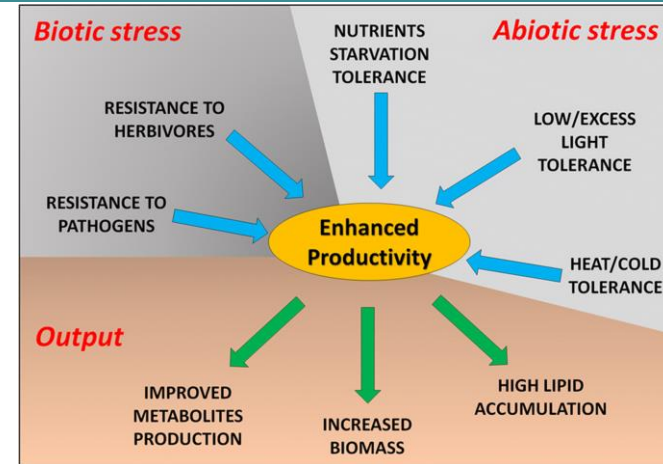 Biotic stress
Abiotic stress
NUTRIENTS
STARVATION
TOLERANCE
RESISTANCE TO
HERBIVORES
LOW/EXCESS
LIGHT
TOLERANCE
RESISTANCE TO
PATHOGENS
Enhanced
Productivity
HEAT/COLD
TOLERANCE
Output
IMPROVED
METABOLITES
PRODUCTION
INCREASED
BIOMASS
HIGH LIPID
ACCUMULATION